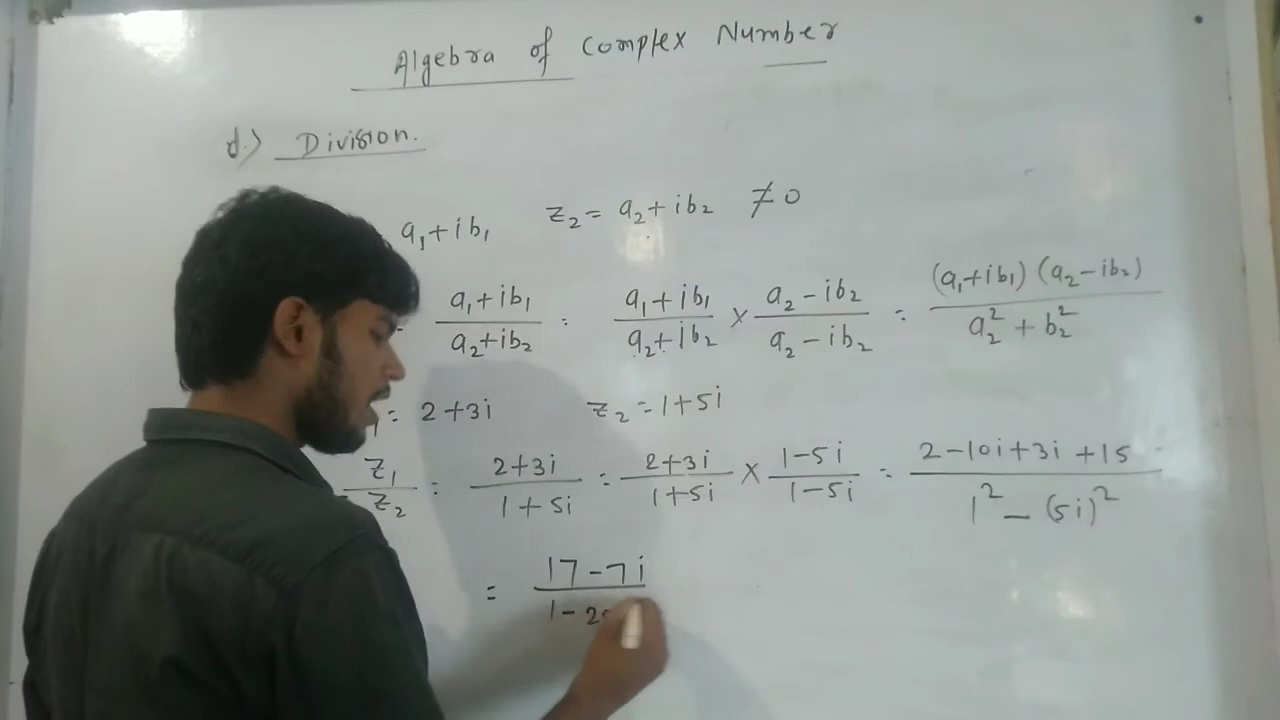 Algebra of Complex Number
d.) Division.
a₁+ib₁ z₂= a₂+ib₂ ≠0
- (a₁+ib₁)/(a₂+ib₂) = (a₁+ib₁)/(a₂+ib₂) × (a₂-ib₂)/(a₂-ib₂) = (a₁+ib₁)(a₂-ib₂)/(a₂²+b₂²)
₁= 2+3i z₂=1+5i
z₁/z₂ = (2+3i)/(1+5i) = (2+3i)/(1+5i) × (1-5i)/(1-5i) = (2-10i+3i+15)/(1²-(5i)²)
= (17-7i)/(1-2